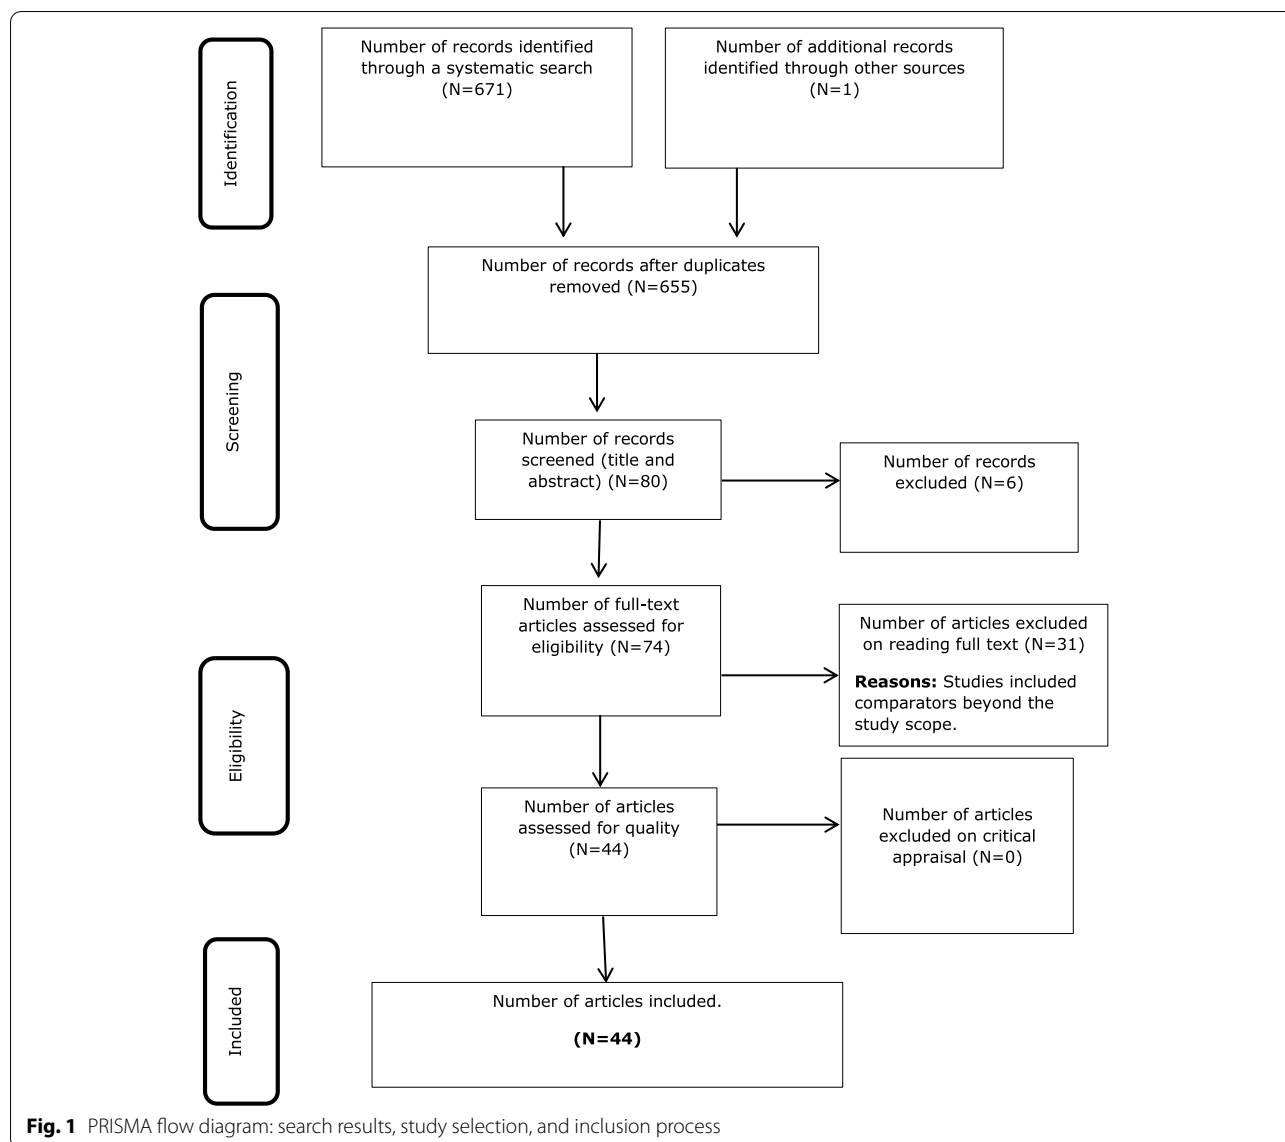 Identification
Number of records identified
through a systematic search
(N=671)
Number of additional records
identified through other sources
(N=1)
Number of records after duplicates
removed (N=655)
Screening
Number of records
screened (title and
abstract) (N=80)
Number of records
excluded (N=6)
Eligibility
Number of full-text
articles assessed for
eligibility (N=74)
Number of articles excluded
on reading full text (N=31)
Reasons: Studies included
comparators beyond the
study scope.
Number of articles
assessed for quality
(N=44)
Number of articles
excluded on critical
appraisal (N=0)
Included
Number of articles included.
(N=44)
Fig. 1 PRISMA flow diagram: search results, study selection, and inclusion process